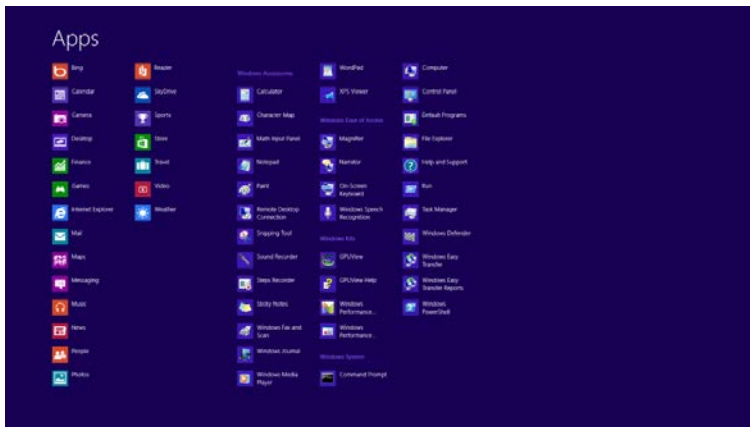 Apps
Bing
Calendar
Camera
Desktop
Finance
Games
Internet Explorer
Mail
Maps
Messaging
Music
News
People
Photos
Reader
SkyDrive
Sports
Store
Travel
Video
Weather
Windows Accessories
Calculator
Character Map
Math Input Panel
Notepad
Paint
Remote Desktop
Connection
Snipping Tool
Sound Recorder
Steps Recorder
Sticky Notes
Windows Fax and
Scan
Windows Journal
Windows Media
Player
WordPad
XPS Viewer
Windows Ease of Access
Magnifier
Narrator
On-Screen
Keyboard
Windows Speech
Recognition
Windows Kits
GPUView
GPUView Help
Windows
Performance...
Windows
Performance...
Windows System
Command Prompt
Computer
Control Panel
Default Programs
File Explorer
Help and Support
Run
Task Manager
Windows Defender
Windows Easy
Transfer
Windows Easy
Transfer Reports
Windows
PowerShell